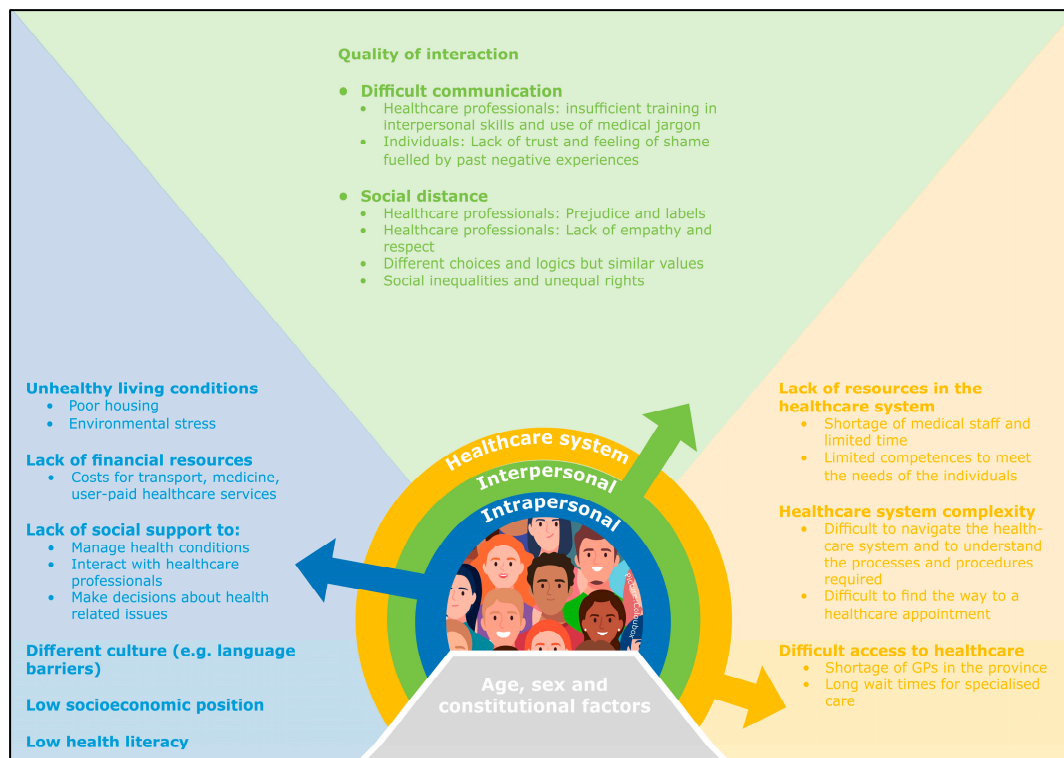 Quality of interaction
● Difficult communication
• Healthcare professionals: insufficient training in
interpersonal skills and use of medical jargon
• Individuals: Lack of trust and feeling of shame
fuelled by past negative experiences
● Social distance
• Healthcare professionals: Prejudice and labels
• Healthcare professionals: Lack of empathy and
respect
• Different choices and logics but similar values
• Social inequalities and unequal rights
Unhealthy living conditions
• Poor housing
• Environmental stress
Lack of financial resources
• Costs for transport, medicine,
user-paid healthcare services
Lack of social support to:
• Manage health conditions
• Interact with healthcare
professionals
• Make decisions about health
related issues
Different culture (e.g. language
barriers)
Low socioeconomic position
Low health literacy
Healthcare system
Interpersonal
Intrapersonal
Age, sex and
constitutional factors
Lack of resources in the
healthcare system
• Shortage of medical staff and
limited time
• Limited competences to meet
the needs of the individuals
Healthcare system complexity
• Difficult to navigate the health-
care system and to understand
the processes and procedures
required
• Difficult to find the way to a
healthcare appointment
Difficult access to healthcare
• Shortage of GPs in the province
• Long wait times for specialised
care